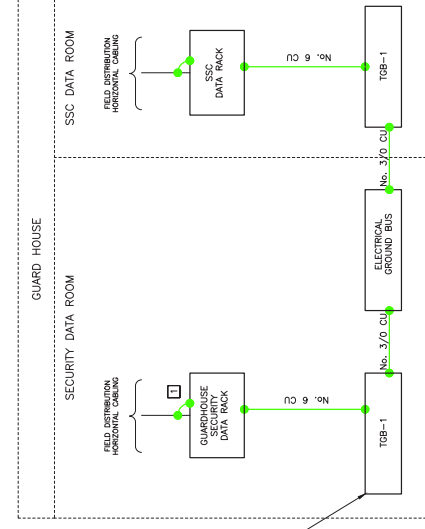 GUARD HOUSE
SECURITY DATA ROOM
SSC DATA ROOM
FIELD DISTRIBUTION
HORIZONTAL CABLING
FIELD DISTRIBUTION
HORIZONTAL CABLING
1
GUARDHOUSE
SECURITY
DATA RACK
SSC
DATA RACK
No. 6 CU
No. 6 CU
TGB-1
No. 3/0 CU
ELECTRICAL
GROUND BUS
No. 3/0 CU
TGB-1